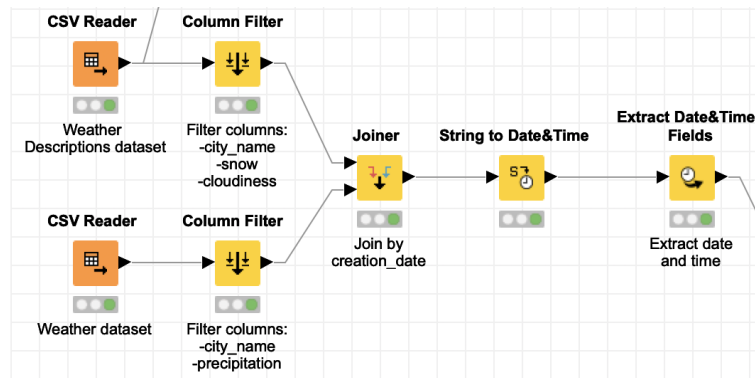 CSV Reader
Column Filter
Weather
Descriptions dataset
Filter columns:
-city_name
-snow
-cloudiness
Joiner
Join by
creation_date
String to Date&Time
S
Extract Date&Time
Fields
Extract date
and time
CSV Reader
Column Filter
Weather dataset
Filter columns:
-city_name
-precipitation